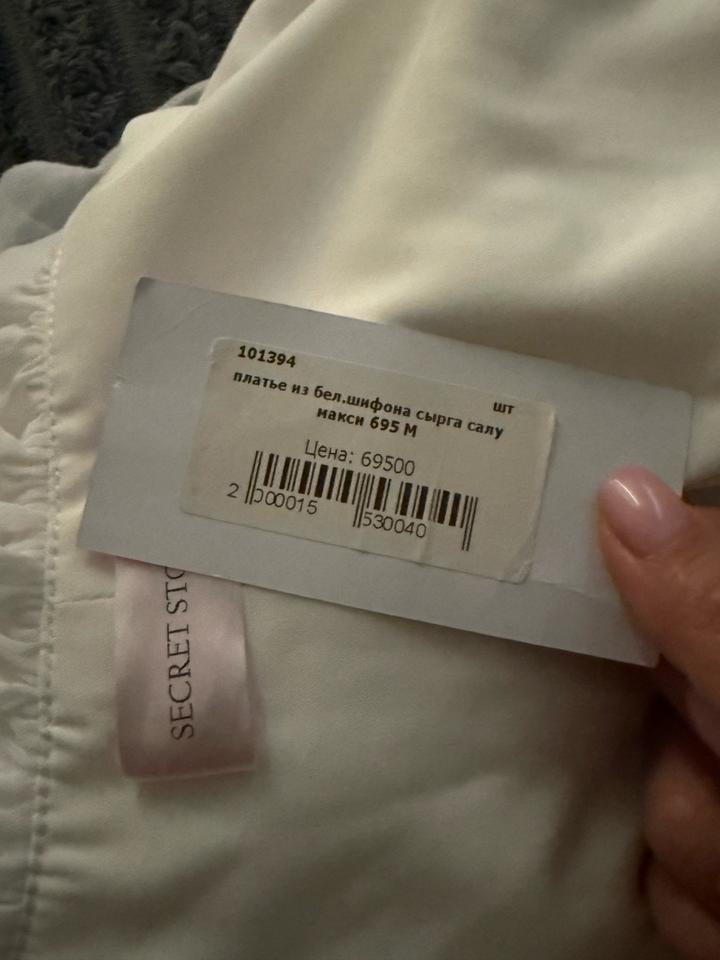 101394
шт
платье из бел.шифона сырга салу
макси 695 М
Цена: 69500
2 000015 530040
SECRET STO